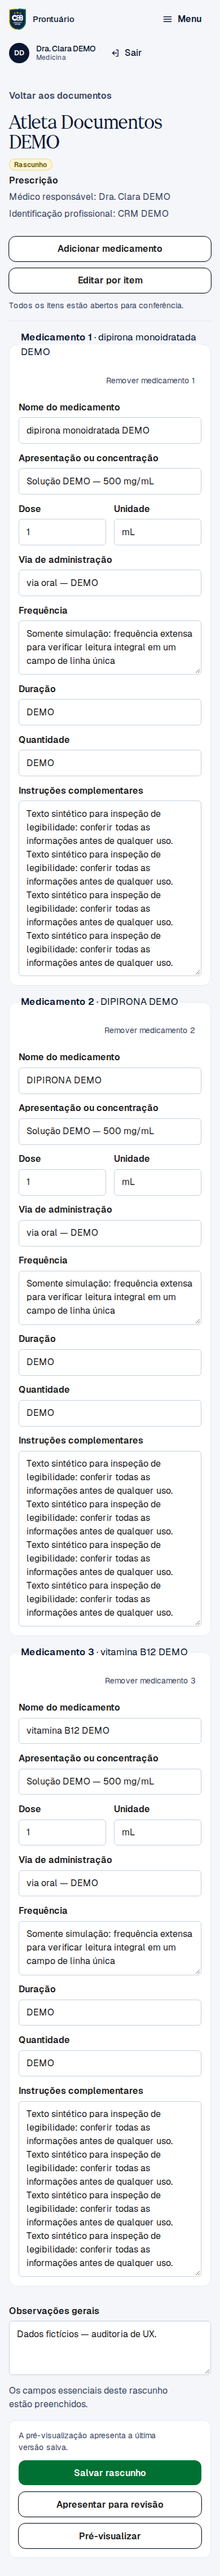 Prontuário
Menu
DD
Dra. Clara DEMO
Medicina
Sair
Voltar aos documentos
Atleta Documentos
DEMO
Rascunho
Prescrição
Médico responsável: Dra. Clara DEMO
Identificação profissional: CRM DEMO
Adicionar medicamento
Editar por item
Todos os itens estão abertos para conferência.
Medicamento 1 · dipirona monoidratada
DEMO
Remover medicamento 1
Nome do medicamento
dipirona monoidratada DEMO
Apresentação ou concentração
Solução DEMO — 500 mg/mL
Dose
Unidade
1
mL
Via de administração
via oral — DEMO
Frequência
Somente simulação: frequência extensa
para verificar leitura integral em um
campo de linha única
Duração
DEMO
Quantidade
DEMO
Instruções complementares
Texto sintético para inspeção de
legibilidade: conferir todas as
informações antes de qualquer uso.
Texto sintético para inspeção de
legibilidade: conferir todas as
informações antes de qualquer uso.
Texto sintético para inspeção de
legibilidade: conferir todas as
informações antes de qualquer uso.
Texto sintético para inspeção de
legibilidade: conferir todas as
informações antes de qualquer uso.
Medicamento 2 · DIPIRONA DEMO
Remover medicamento 2
Nome do medicamento
DIPIRONA DEMO
Apresentação ou concentração
Solução DEMO — 500 mg/mL
Dose
Unidade
1
mL
Via de administração
via oral — DEMO
Frequência
Somente simulação: frequência extensa
para verificar leitura integral em um
campo de linha única
Duração
DEMO
Quantidade
DEMO
Instruções complementares
Texto sintético para inspeção de
legibilidade: conferir todas as
informações antes de qualquer uso.
Texto sintético para inspeção de
legibilidade: conferir todas as
informações antes de qualquer uso.
Texto sintético para inspeção de
legibilidade: conferir todas as
informações antes de qualquer uso.
Texto sintético para inspeção de
legibilidade: conferir todas as
informações antes de qualquer uso.
Medicamento 3 · vitamina B12 DEMO
Remover medicamento 3
Nome do medicamento
vitamina B12 DEMO
Apresentação ou concentração
Solução DEMO — 500 mg/mL
Dose
Unidade
1
mL
Via de administração
via oral — DEMO
Frequência
Somente simulação: frequência extensa
para verificar leitura integral em um
campo de linha única
Duração
DEMO
Quantidade
DEMO
Instruções complementares
Texto sintético para inspeção de
legibilidade: conferir todas as
informações antes de qualquer uso.
Texto sintético para inspeção de
legibilidade: conferir todas as
informações antes de qualquer uso.
Texto sintético para inspeção de
legibilidade: conferir todas as
informações antes de qualquer uso.
Texto sintético para inspeção de
legibilidade: conferir todas as
informações antes de qualquer uso.
Observações gerais
Dados fictícios — auditoria de UX.
Os campos essenciais deste rascunho
estão preenchidos.
A pré-visualização apresenta a última
versão salva.
Salvar rascunho
Apresentar para revisão
Pré-visualizar